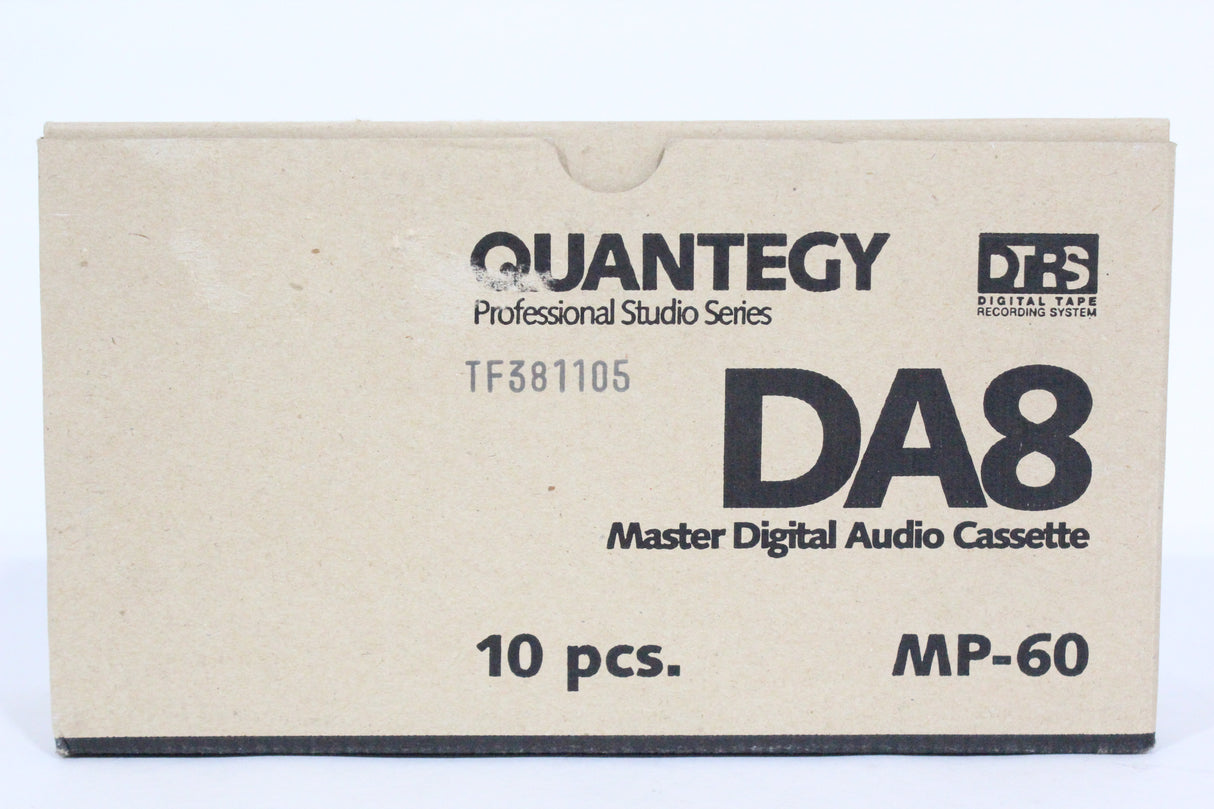 QUANTEGY
Professional Studio Series
DTRS
DIGITAL TAPE
RECORDING SYSTEM
TF381105
DA8
Master Digital Audio Cassette
10 pcs.
MP-60